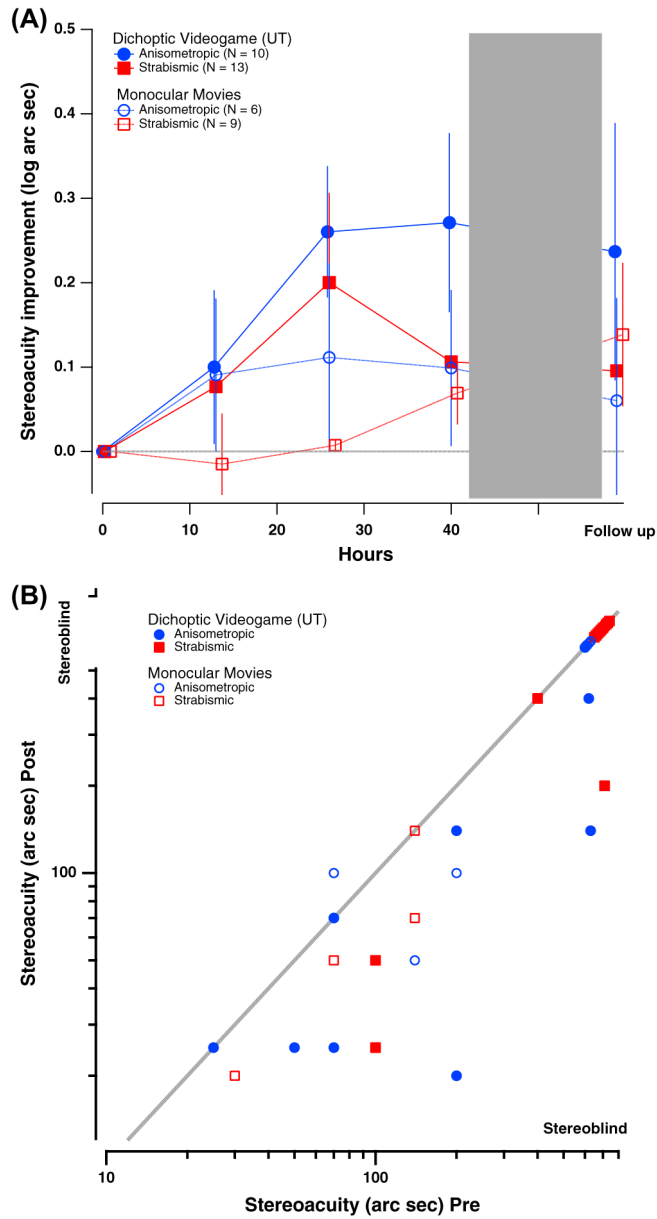 (A)
0.5
0.4
0.3
0.2
0.1
0.0
Stereoacuity improvement (log arc sec)
Dichoptic Videogame (UT)
Anisometropic (N = 10)
Strabismic (N = 13)
Monocular Movies
Anisometropic (N = 6)
Strabismic (N = 9)
0
10
20
30
40
Follow up
Hours
(B)
Stereoblind
100
Stereoacuity (arc sec) Post
Dichoptic Videogame (UT)
Anisometropic
Strabismic
Monocular Movies
Anisometropic
Strabismic
Stereoblind
10
100
Stereoacuity (arc sec) Pre